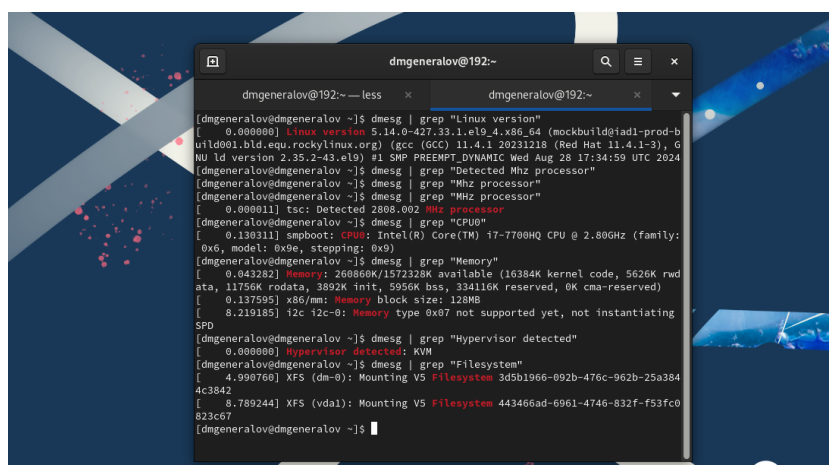 dmgeneralov@192:~
dmgeneralov@192:~ — less
dmgeneralov@192:~
[dmgeneralov@dmgeneralov ~]$ dmesg | grep "Linux version"
[    0.000000] Linux version 5.14.0-427.33.1.el9_4.x86_64 (mockbuild@iad1-prod-b
uild001.bld.equ.rockylinux.org) (gcc (GCC) 11.4.1 20231218 (Red Hat 11.4.1-3), G
NU ld version 2.35.2-43.el9) #1 SMP PREEMPT_DYNAMIC Wed Aug 28 17:34:59 UTC 2024
[dmgeneralov@dmgeneralov ~]$ dmesg | grep "Detected Mhz processor"
[dmgeneralov@dmgeneralov ~]$ dmesg | grep "Mhz processor"
[dmgeneralov@dmgeneralov ~]$ dmesg | grep "MHz processor"
[    0.000011] tsc: Detected 2808.002 MHz processor
[dmgeneralov@dmgeneralov ~]$ dmesg | grep "CPU0"
[    0.130311] smpboot: CPU0: Intel(R) Core(TM) i7-7700HQ CPU @ 2.80GHz (family:
 0x6, model: 0x9e, stepping: 0x9)
[dmgeneralov@dmgeneralov ~]$ dmesg | grep "Memory"
[    0.043282] Memory: 260860K/1572328K available (16384K kernel code, 5626K rwd
ata, 11756K rodata, 3892K init, 5956K bss, 334116K reserved, 0K cma-reserved)
[    0.137595] x86/mm: Memory block size: 128MB
[    8.219185] i2c i2c-0: Memory type 0x07 not supported yet, not instantiating
SPD
[dmgeneralov@dmgeneralov ~]$ dmesg | grep "Hypervisor detected"
[    0.000000] Hypervisor detected: KVM
[dmgeneralov@dmgeneralov ~]$ dmesg | grep "Filesystem"
[    4.990760] XFS (dm-0): Mounting V5 Filesystem 3d5b1966-092b-476c-962b-25a384
4c3842
[    8.789244] XFS (vda1): Mounting V5 Filesystem 443466ad-6961-4746-832f-f53fc0
823c67
[dmgeneralov@dmgeneralov ~]$